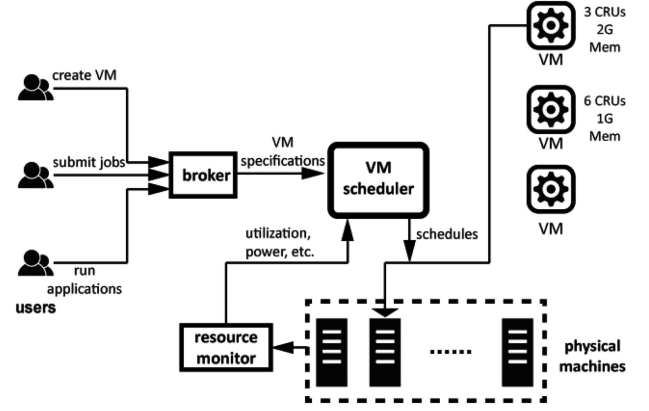 3 CRUs
2G
Mem
VM
create VM
6 CRUs
1G
Mem
VM
submit jobs
broker
VM
specifications
VM
scheduler
VM
utilization,
power, etc.
schedules
run
applications
users
resource
monitor
......
physical
machines